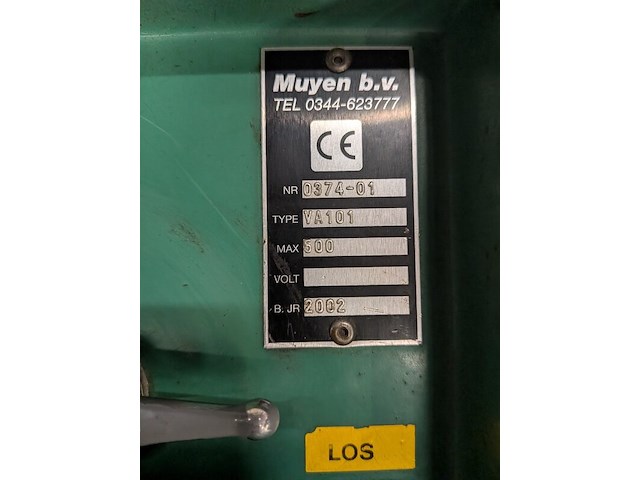 Muyen b.v.
TEL 0344-623777
CE
NR 0374-01
TYPE VA101
MAX 500
VOLT
B. JR 2002
LOS